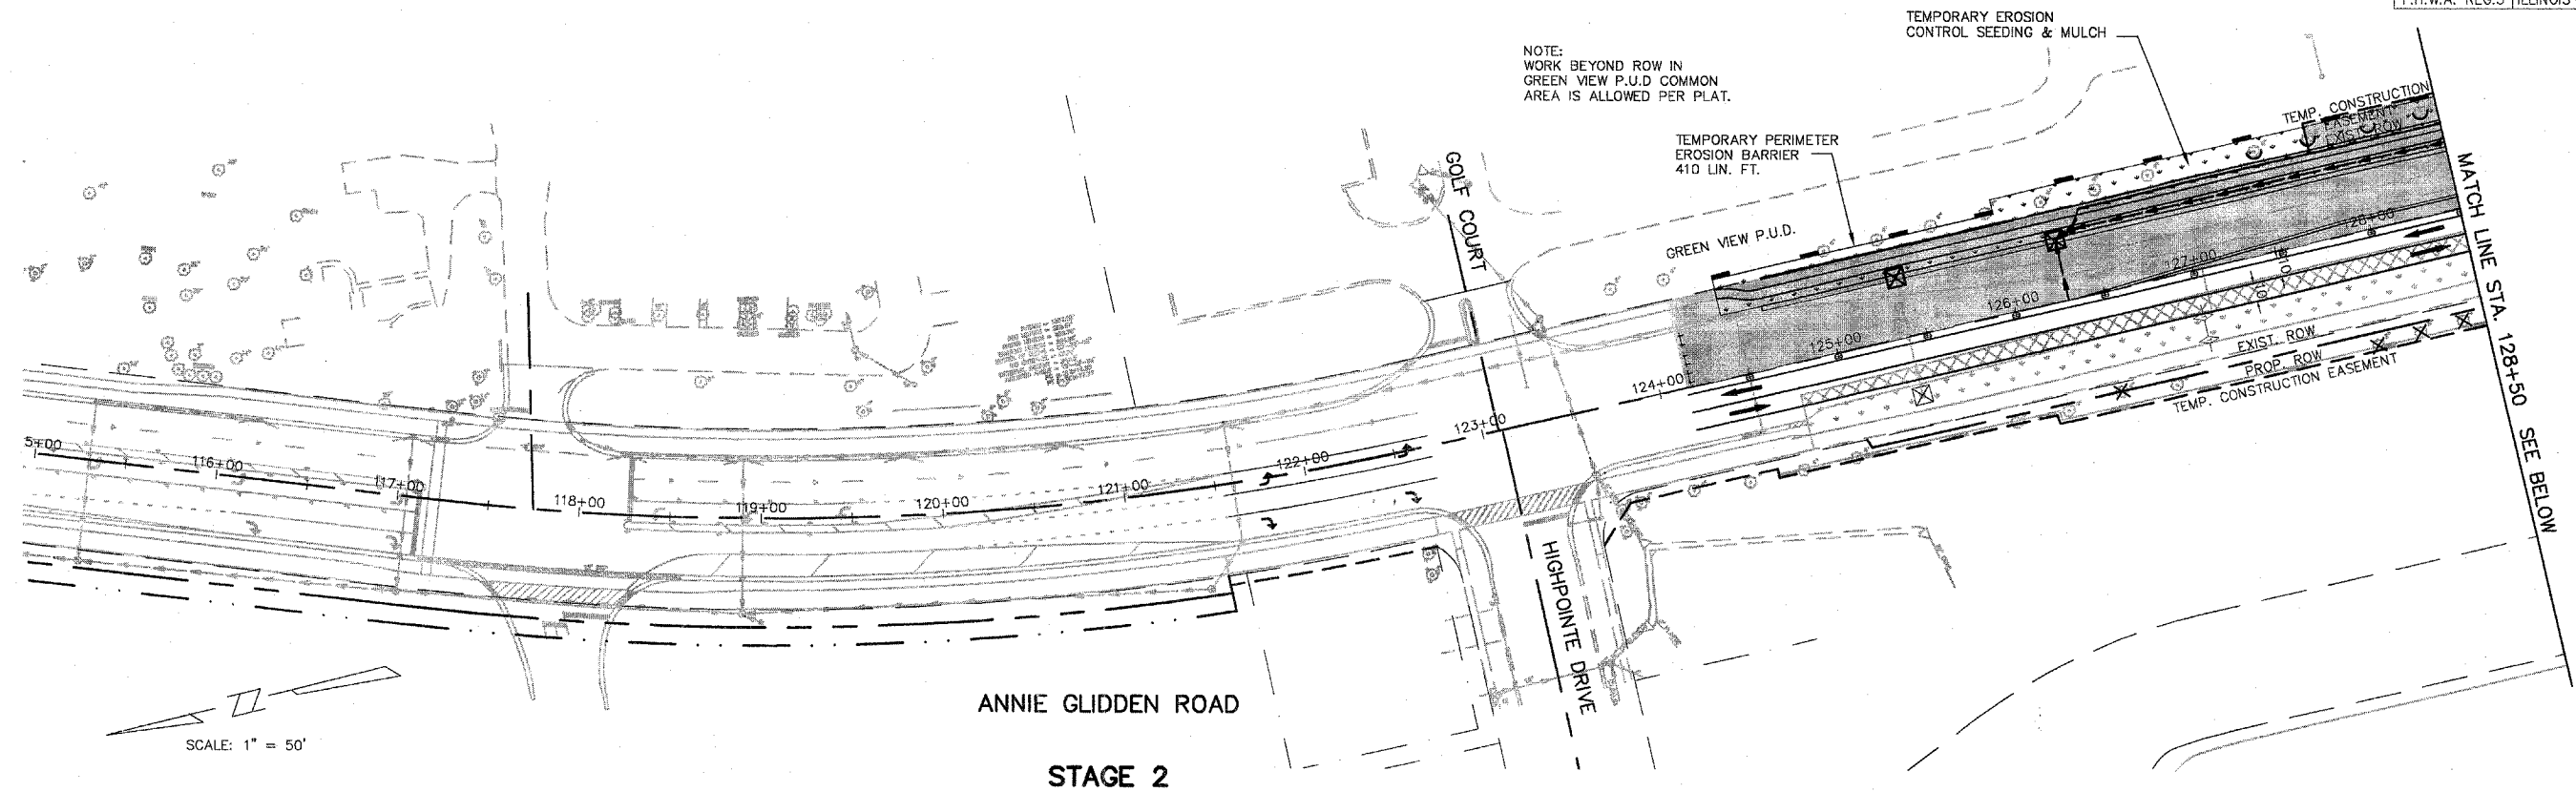 F.H.W.A. REG.5 ILLINOIS
TEMPORARY EROSION
CONTROL SEEDING & MULCH
NOTE:
WORK BEYOND ROW IN
GREEN VIEW P.U.D COMMON
AREA IS ALLOWED PER PLAT.
TEMP. CONSTRUCTION
EASEMENT
EXIST. ROW
TEMPORARY PERIMETER
EROSION BARRIER
410 LIN. FT.
GOLF COURT
GREEN VIEW P.U.D.
MATCH LINE STA. 128+50 SEE BELOW
128+00
127+00
126+00
125+00
124+00
123+00
122+00
121+00
120+00
119+00
118+00
117+00
116+00
5+00
EXIST. ROW
PROP. ROW
TEMP. CONSTRUCTION EASEMENT
HIGHPOINTE DRIVE
ANNIE GLIDDEN ROAD
SCALE: 1" = 50'
STAGE 2